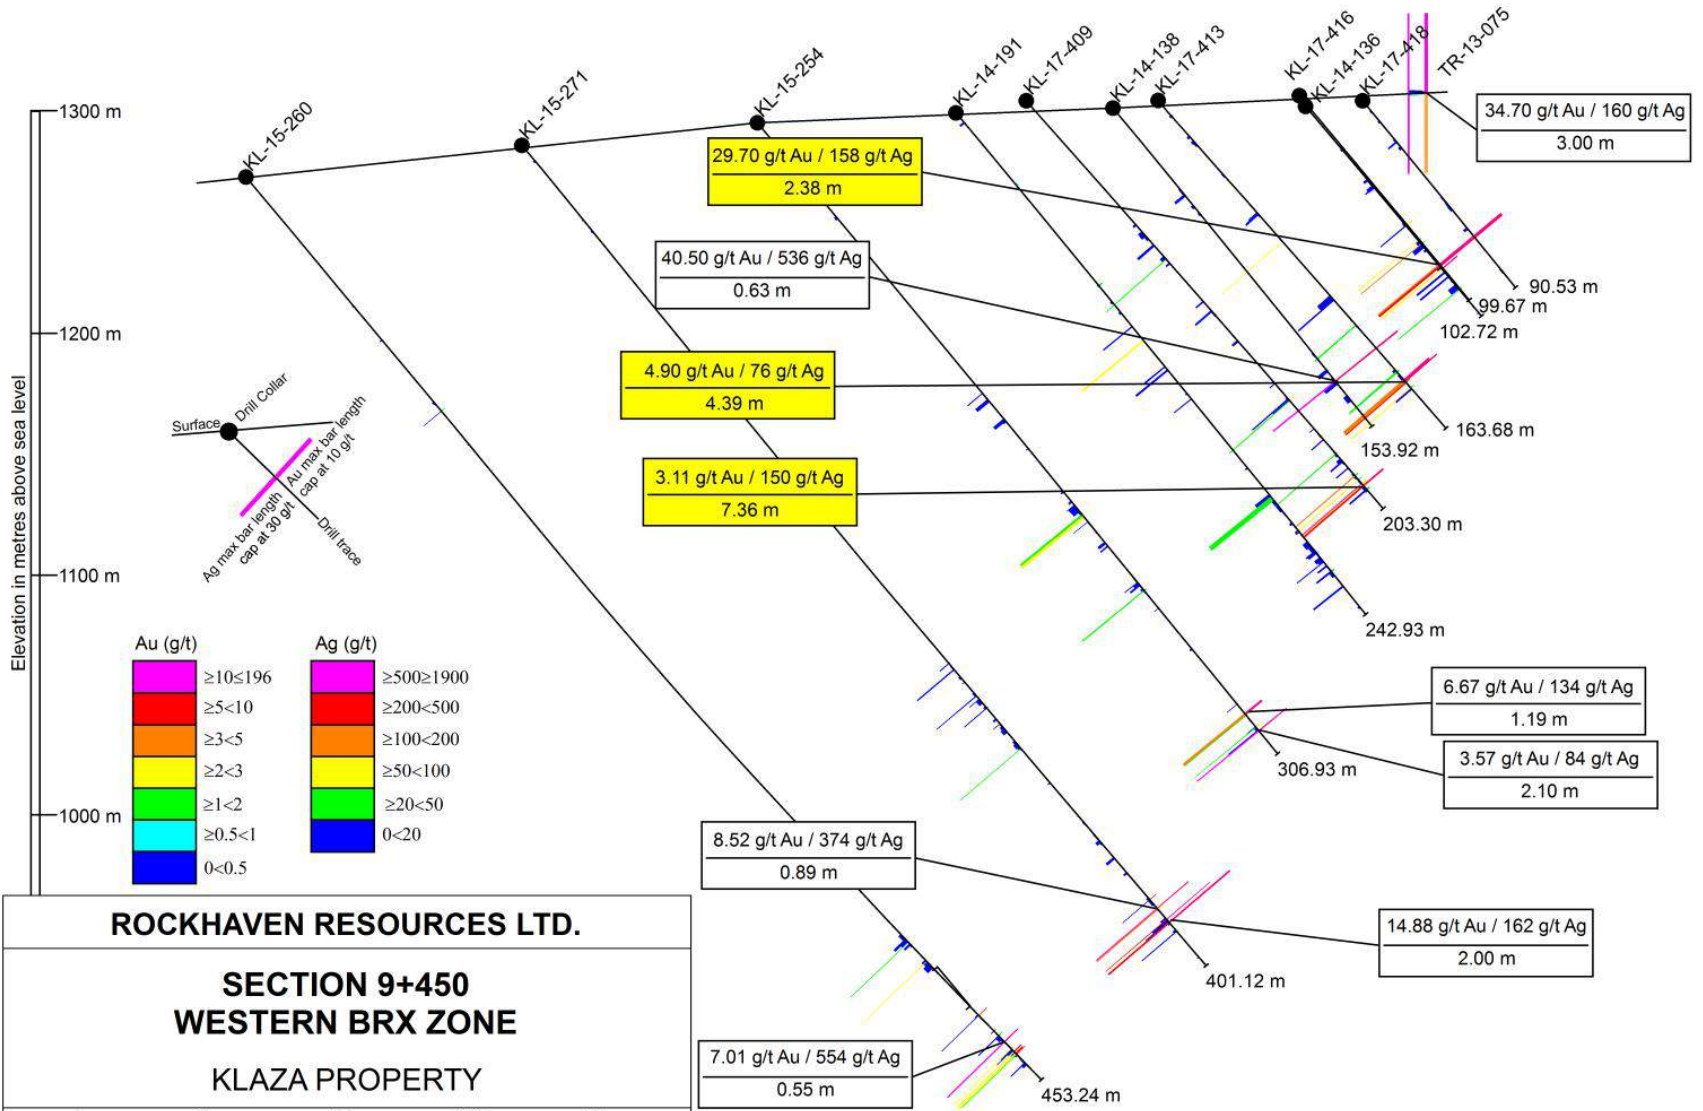 KL-15-260
KL-15-271
KL-15-254
KL-14-191
KL-17-409
KL-14-138
KL-17-413
KL-17-416
KL-14-136
KL-17-418
TR-13-075
1300 m
1200 m
1100 m
1000 m
Elevation in metres above sea level
34.70 g/t Au / 160 g/t Ag
3.00 m
29.70 g/t Au / 158 g/t Ag
2.38 m
40.50 g/t Au / 536 g/t Ag
0.63 m
4.90 g/t Au / 76 g/t Ag
4.39 m
3.11 g/t Au / 150 g/t Ag
7.36 m
90.53 m
99.67 m
102.72 m
163.68 m
153.92 m
203.30 m
242.93 m
6.67 g/t Au / 134 g/t Ag
1.19 m
3.57 g/t Au / 84 g/t Ag
2.10 m
306.93 m
8.52 g/t Au / 374 g/t Ag
0.89 m
14.88 g/t Au / 162 g/t Ag
2.00 m
401.12 m
7.01 g/t Au / 554 g/t Ag
0.55 m
453.24 m
Surface
Drill Collar
Au max bar length
cap at 10 g/t
Ag max bar length
cap at 30 g/t
Drill trace
Au (g/t)
≥10≤196
≥5<10
≥3<5
≥2<3
≥1<2
≥0.5<1
0<0.5
Ag (g/t)
≥500≥1900
≥200<500
≥100<200
≥50<100
≥20<50
0<20
ROCKHAVEN RESOURCES LTD.
SECTION 9+450
WESTERN BRX ZONE
KLAZA PROPERTY